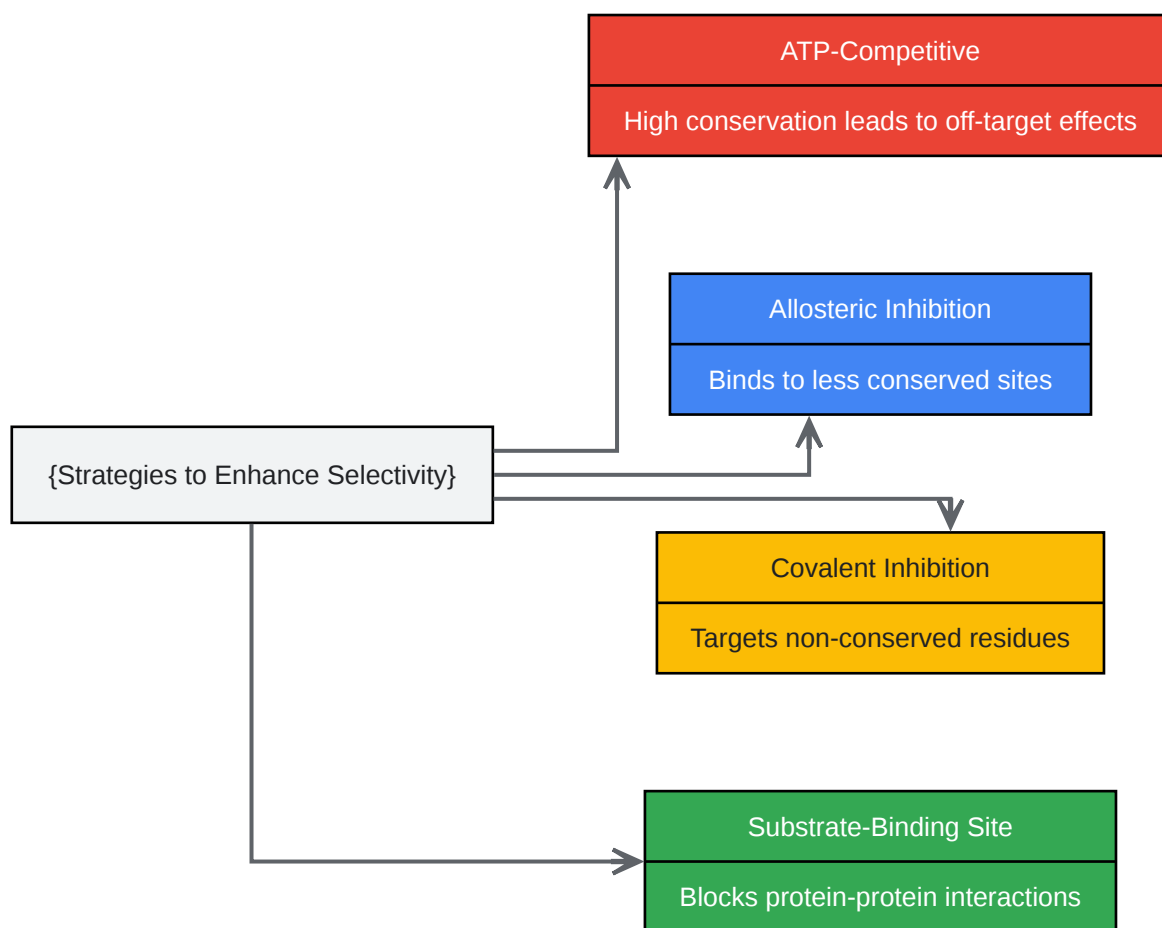 ATP-Competitive
High conservation leads to off-target effects
Allosteric Inhibition
Binds to less conserved sites
{Strategies to Enhance Selectivity}
Covalent Inhibition
Targets non-conserved residues
Substrate-Binding Site
Blocks protein-protein interactions